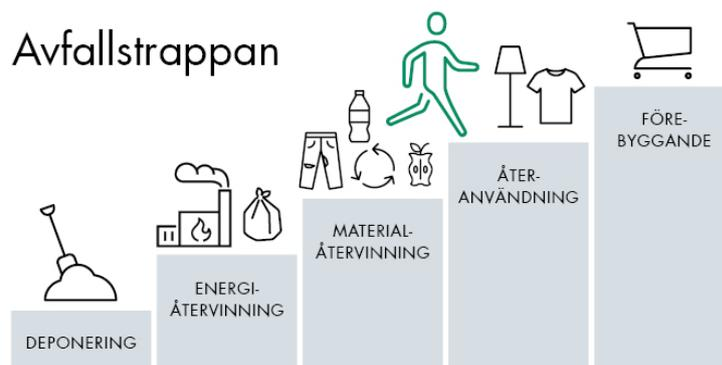 Avfallstrappan
DEPONERING
ENERGI-
ÅTERVINNING
MATERIAL-
ÅTERVINNING
ÅTER-
ANVÄNDNING
FÖRE-
BYGGANDE